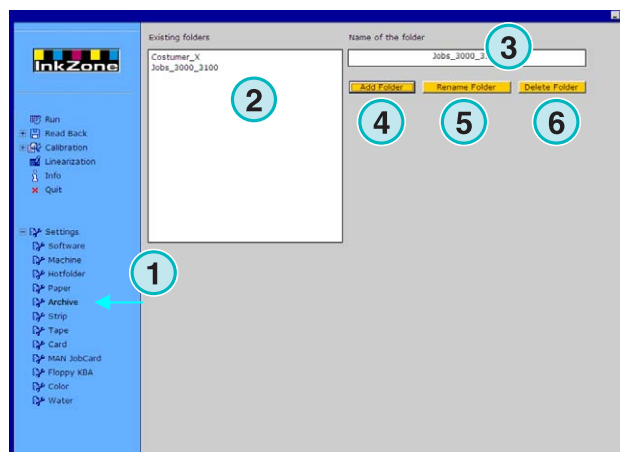 InkZone
Run
Read Back
Calibration
Linearization
Info
Quit
Settings
Software
Machine
Hotfolder
Paper
Archive
Strip
Tape
Card
MAN JobCard
Floppy KBA
Color
Water
1
Existing folders
Costumer_X
Jobs_3000_3100
2
Name of the folder
Jobs_3000_3
3
Add Folder
Rename Folder
Delete Folder
4
5
6